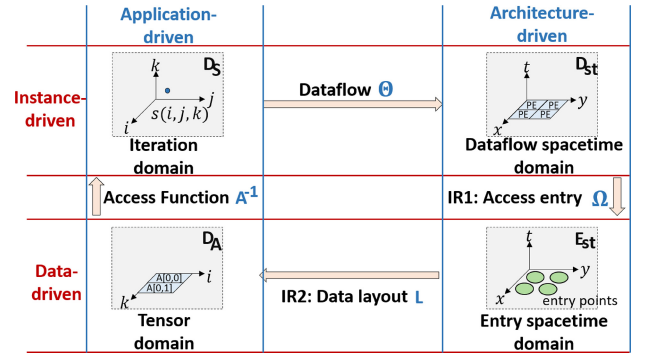 Application-
driven
Architecture-
driven
Instance-
driven
k
D_S
j
s(i, j, k)
i
Iteration
domain
Dataflow Θ
D_st
t
PE PE
PE PE
y
x
Dataflow spacetime
domain
Access Function A⁻¹
IR1: Access entry Ω
Data-
driven
D_A
A[0,0]
A[0,1]
i
k
Tensor
domain
IR2: Data layout L
E_st
t
y
x
entry points
Entry spacetime
domain